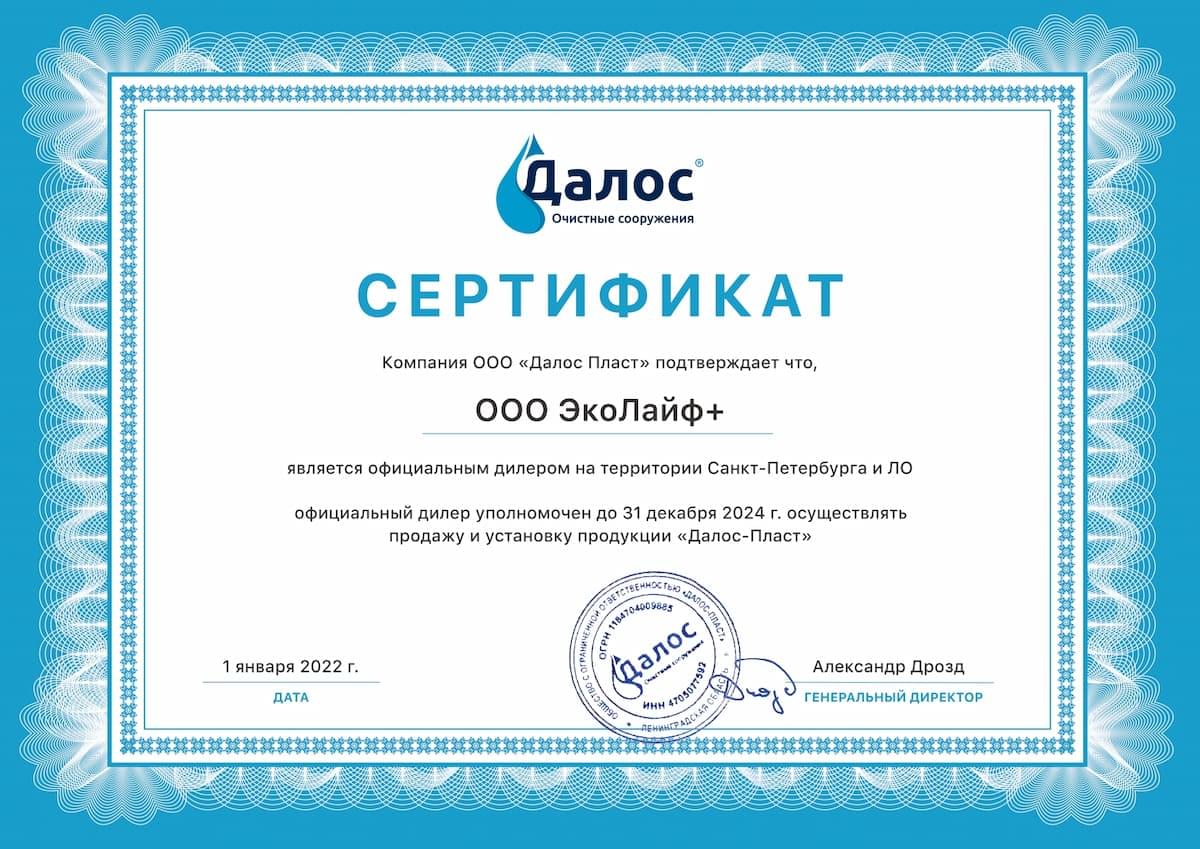 Далос®
Очистные сооружения
СЕРТИФИКАТ
Компания ООО «Далос Пласт» подтверждает что,
ООО ЭкоЛайф+
является официальным дилером на территории Санкт-Петербурга и ЛО
официальный дилер уполномочен до 31 декабря 2024 г. осуществлять
продажу и установку продукции «Далос-Пласт»
ОБЩЕСТВО С ОГРАНИЧЕННОЙ ОТВЕТСТВЕННОСТЬЮ «ДАЛОС-ПЛАСТ»
ОГРН 1184704009885
Далос
Очистные сооружения
ИНН 4705077592
ЛЕНИНГРАДСКАЯ ОБЛАСТЬ
1 января 2022 г.
ДАТА
Александр Дрозд
ГЕНЕРАЛЬНЫЙ ДИРЕКТОР